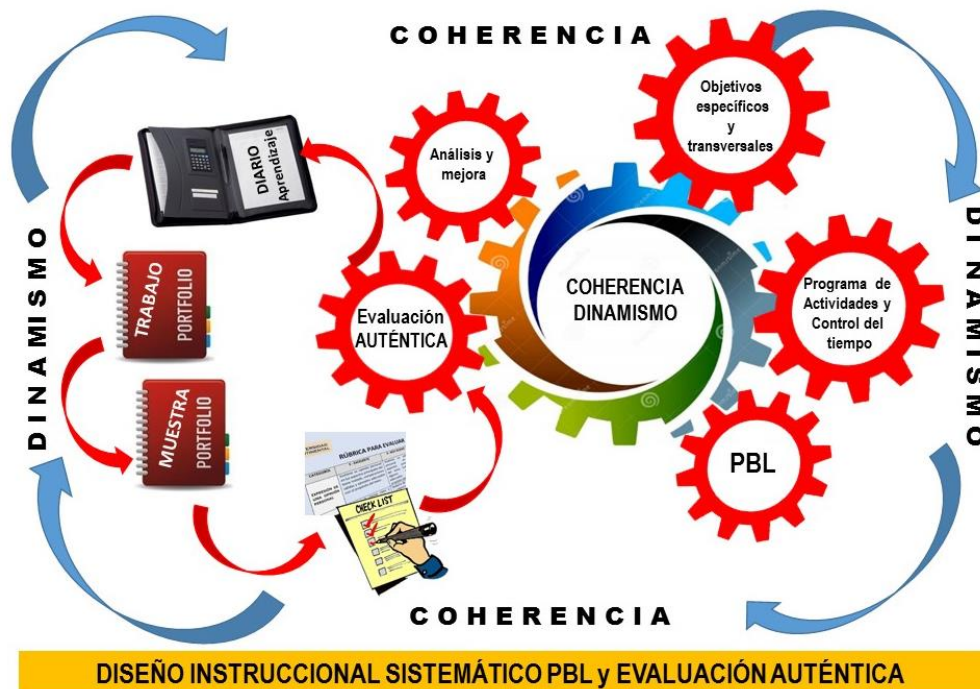 COHERENCIA
DINAMISMO
DIARIO
Aprendizaje
TRABAJO
PORTFOLIO
MUESTRA
PORTFOLIO
Análisis y
mejora
Objetivos
específicos
y
transversales
Evaluación
AUTÉNTICA
COHERENCIA
DINAMISMO
Programa de
Actividades y
Control del
tiempo
PBL
RÚBRICA PARA EVALUAR
CHECK LIST
DINAMISMO
COHERENCIA
DISEÑO INSTRUCCIONAL SISTEMÁTICO PBL y EVALUACIÓN AUTÉNTICA